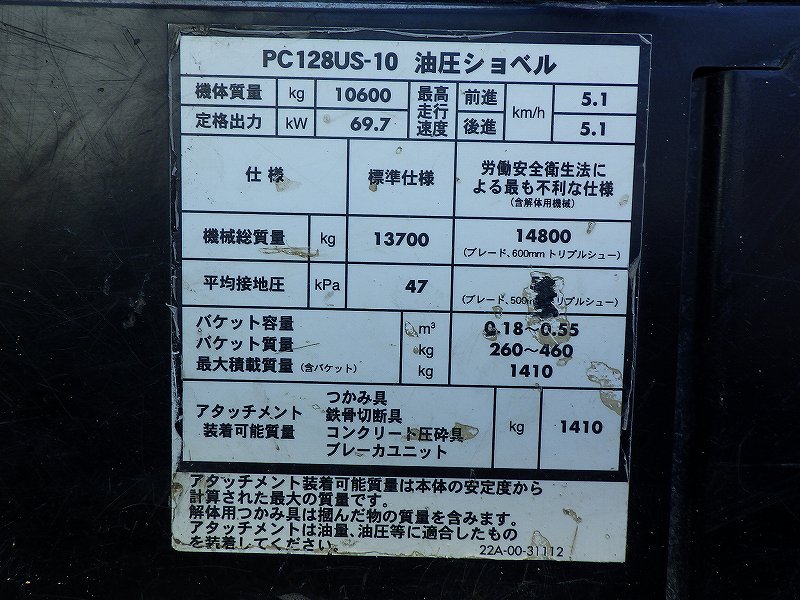 PC128US-10 油圧ショベル
機体質量 kg 10600 最高走行速度 前進 km/h 5.1
定格出力 kW 69.7 後進 5.1
仕様 標準仕様 労働安全衛生法による最も不利な仕様
(含解体用機械)
機械総質量 kg 13700 14800
(ブレード、600mmトリプルシュー)
平均接地圧 kPa 47
(ブレード、500 トリプルシュー)
バケット容量 m³ 0.18～0.55
バケット質量 kg 260～460
最大積載質量 (含バケット) kg 1410
アタッチメント装着可能質量
つかみ具
鉄骨切断具
コンクリート圧砕具
ブレーカユニット
kg 1410
アタッチメント装着可能質量は本体の安定度から
計算された最大の質量です。
解体用つかみ具は掴んだ物の質量を含みます。
アタッチメントは油量、油圧等に適合したもの
を装着してください。
22A-00-31112